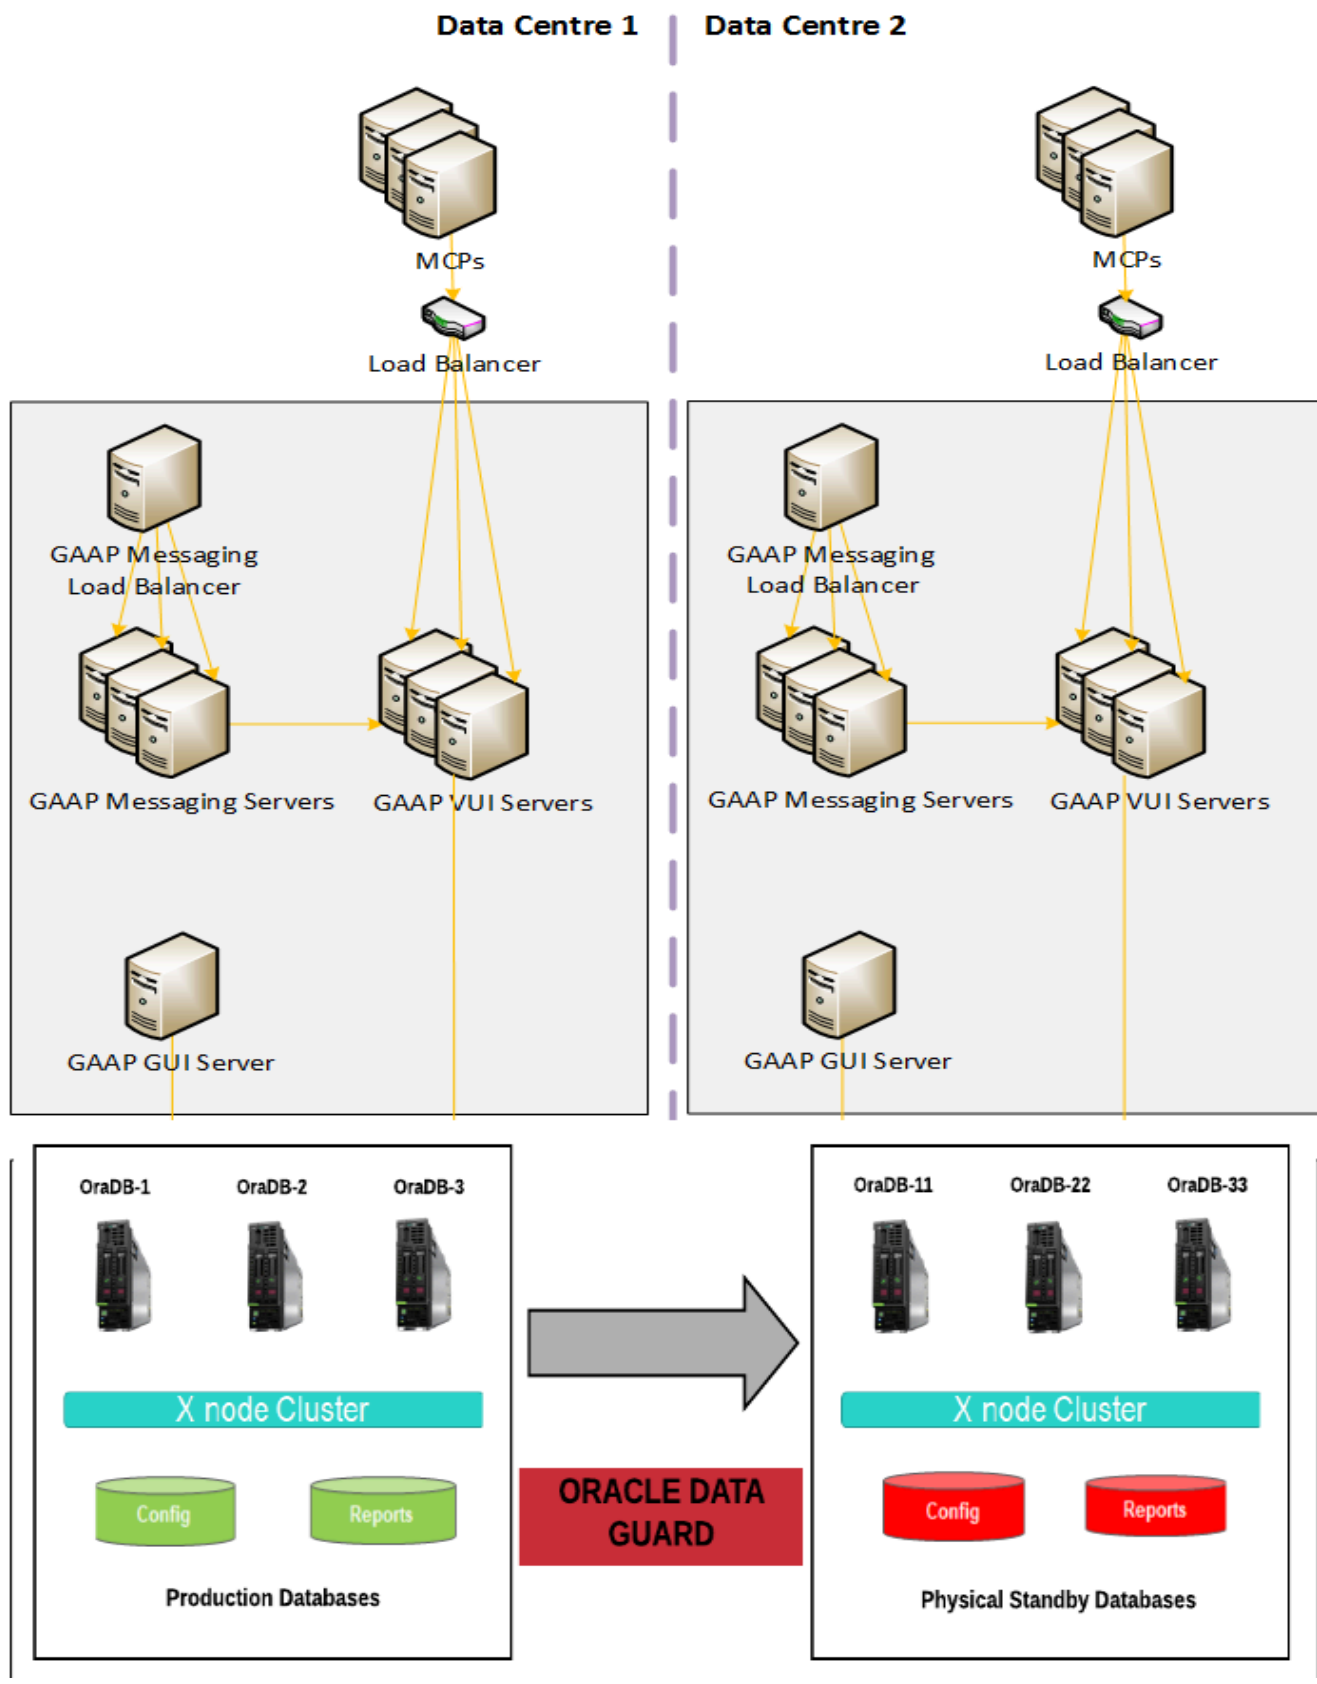 Data Centre 1
Data Centre 2
MCPs
MCPs
Load Balancer
Load Balancer
GAAP Messaging
Load Balancer
GAAP Messaging
Load Balancer
GAAP Messaging Servers
GAAP VUI Servers
GAAP Messaging Servers
GAAP VUI Servers
GAAP GUI Server
GAAP GUI Server
OraDB-1
OraDB-2
OraDB-3
OraDB-11
OraDB-22
OraDB-33
X node Cluster
X node Cluster
Config
Reports
ORACLE DATA
GUARD
Config
Reports
Production Databases
Physical Standby Databases